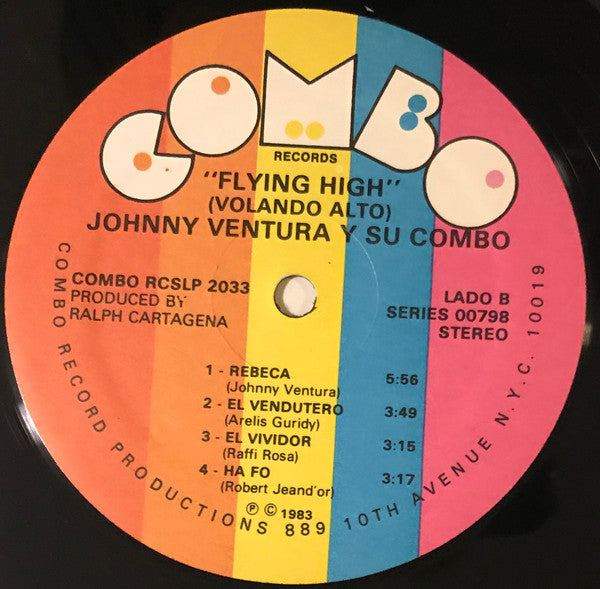 COMBO
RECORDS
"FLYING HIGH"
(VOLANDO ALTO)
JOHNNY VENTURA Y SU COMBO
COMBO RCSLP 2033
PRODUCED BY
RALPH CARTAGENA
LADO B
SERIES 00798
STEREO
1 - REBECA 5:56
(Johnny Ventura)
2 - EL VENDUTERO 3:49
(Arelis Guridy)
3 - EL VIVIDOR 3:15
(Raffi Rosa)
4 - HA FO 3:17
(Robert Jeand'or)
℗ © 1983
COMBO RECORD PRODUCTIONS 889 10TH AVENUE N.Y.C. 10019